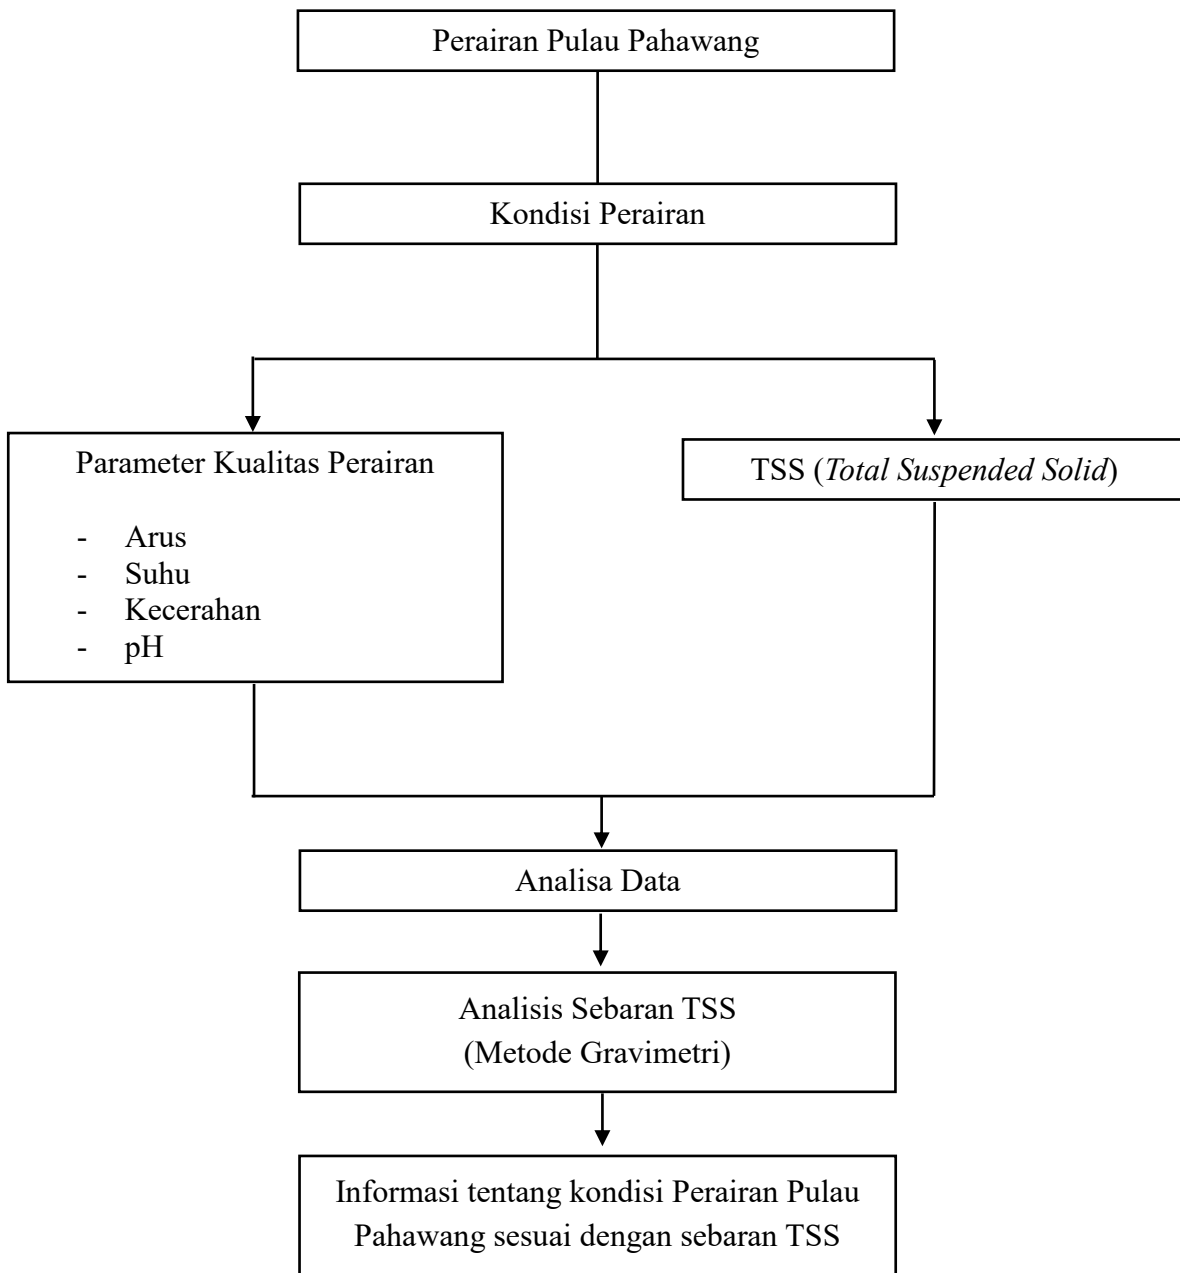 Perairan Pulau Pahawang
Kondisi Perairan
Parameter Kualitas Perairan
- Arus
- Suhu
- Kecerahan
- pH
TSS (Total Suspended Solid)
Analisa Data
Analisis Sebaran TSS
(Metode Gravimetri)
Informasi tentang kondisi Perairan Pulau
Pahawang sesuai dengan sebaran TSS